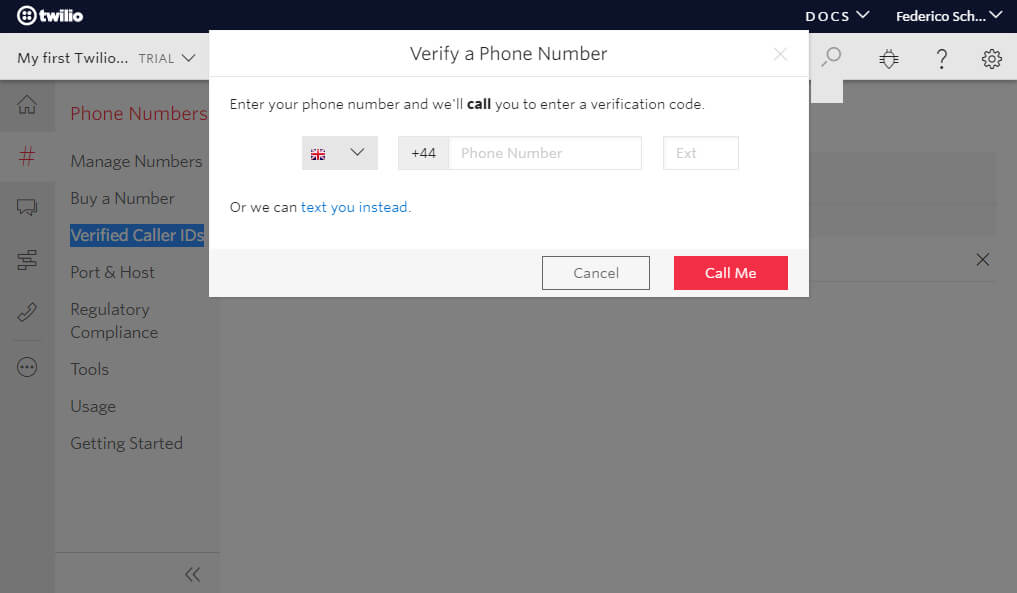 twilio
DOCS
Federico Sch...
My first Twilio...
TRIAL
Verify a Phone Number
Phone Numbers
Enter your phone number and we'll call you to enter a verification code.
+44
Phone Number
Ext
Manage Numbers
Buy a Number
Or we can text you instead.
Verified Caller IDs
Port & Host
Cancel
Call Me
Regulatory
Compliance
Tools
Usage
Getting Started